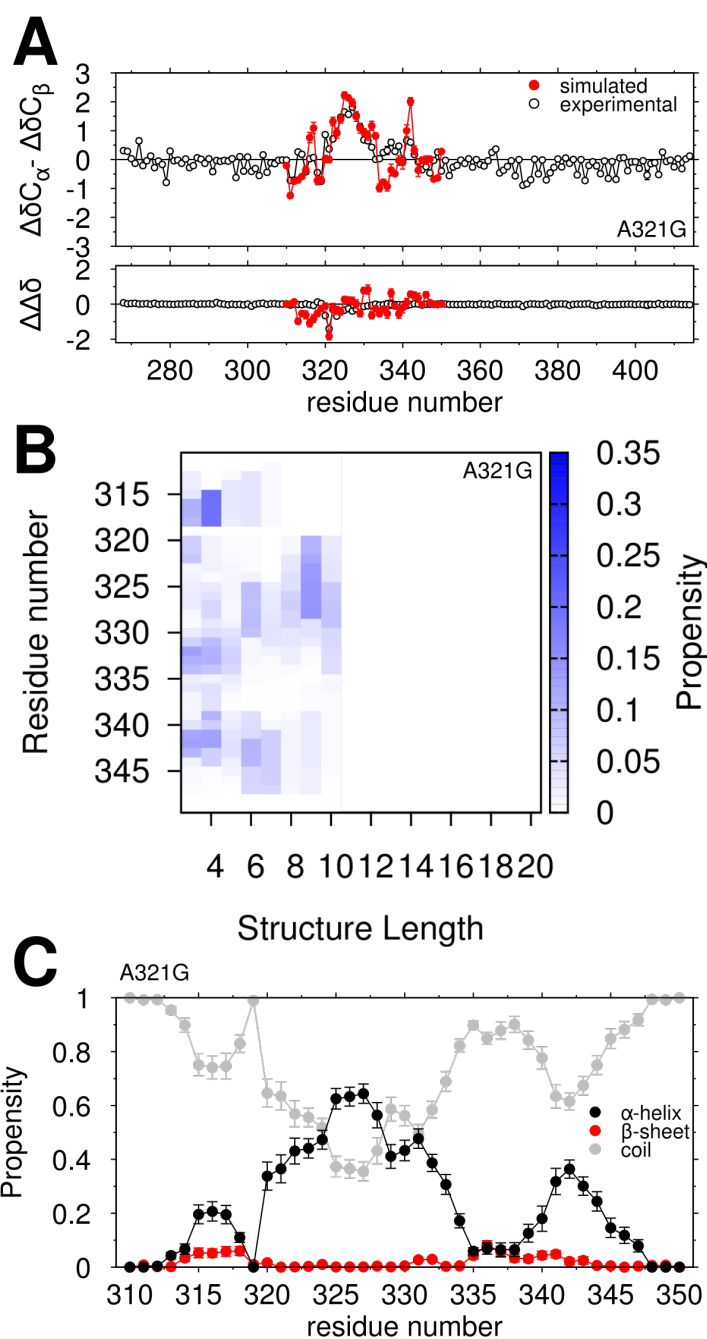 A
3
2
1
0
-1
-2
-3
ΔδCα- ΔδCβ
simulated
experimental
A321G
2
0
-2
ΔΔδ
280 300 320 340 360 380 400
residue number
B
A321G
315
320
325
330
335
340
345
Residue number
4 6 8 10 12 14 16 18 20
Structure Length
0.35
0.3
0.25
0.2
0.15
0.1
0.05
0
Propensity
C
A321G
1
0.8
0.6
0.4
0.2
0
Propensity
α-helix
β-sheet
coil
310 315 320 325 330 335 340 345 350
residue number